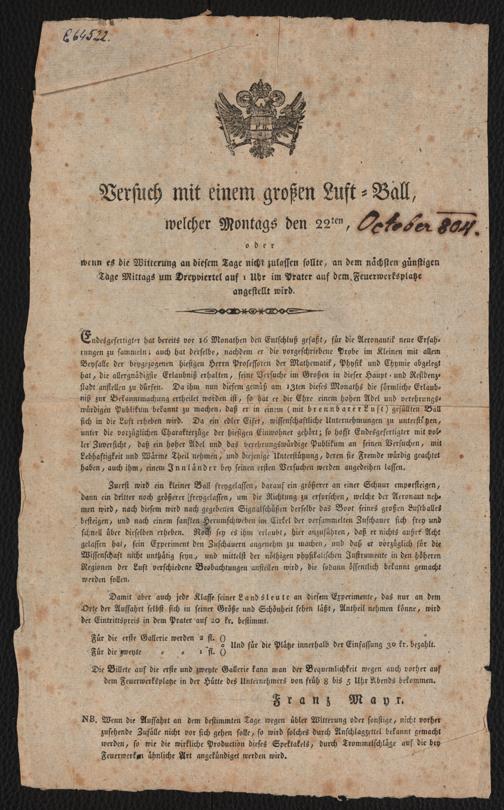 E 64522.
Versuch mit einem großen Luft-Ball,
welcher Montags den 22ten, October 804.
oder
wenn es die Witterung an diesem Tage nicht zulassen sollte, an dem nächsten günstigen
Tage Mittags um Dreyviertel auf 1 Uhr im Prater auf dem Feuerwerksplatze
angestellt wird.
Endesgefertigter hat bereits vor 16 Monathen den Entschluß gefaßt, für die Aeronautik neue Erfah-
rungen zu sammeln; auch hat derselbe, nachdem er die vorgeschriebene Probe im Kleinen mit allem
Beyfalle der beygezogenen hiesigen Herrn Professoren der Mathematik, Physik und Chymie abgelegt
hat, die allergnädigste Erlaubniß erhalten, seine Versuche im Großen in dieser Haupt- und Residenz-
stadt anstellen zu dürfen. Da ihm nun diesem gemäß am 13ten dieses Monaths die förmliche Erlaub-
niß zur Bekanntmachung ertheilet worden ist, so hat er die Ehre einem hohen Adel und verehrungs-
würdigen Publikum bekannt zu machen, daß er in einem (mit brennbarer Luft) gefüllten Ball
sich in die Luft erheben wird. Da ein edler Eifer, wissenschaftliche Unternehmungen zu unterstützen,
unter die vorzüglichen Charakterzüge der hiesigen Einwohner gehört; so hofft Endesgefertigter mit vol-
ler Zuversicht, daß ein hoher Adel und das verehrungswürdige Publikum an seinen Versuchen, mit
Lebhaftigkeit und Wärme Theil nehmen, und diejenige Unterstützung, deren sie Fremde würdig geachtet
haben, auch ihm, einem Innländer bey seinen ersten Versuchen werden angedeihen lassen.
Zuerst wird ein kleiner Ball freygelassen, darauf ein größerer an einer Schnur emporsteigen,
dann ein dritter noch größerer freygelassen, um die Richtung zu erforschen, welche der Aeronaut neh-
men wird, nach diesem wird nach gegebenen Signalschüßen derselbe das Boot seines großen Luftballes
besteigen, und nach einem sanften Herumschweben im Cirkel der versammelten Zuschauer sich frey und
schnell über dieselben erheben. Noch sey es ihm erlaubt, hier anzuführen, daß er nichts außer Acht
gelassen hat, sein Experiment den Zuschauern angenehm zu machen, und daß er vorzüglich für die
Wissenschaft nicht unthätig seyn, und mittelst der nöthigen physikalischen Instrumente in den höheren
Regionen der Luft verschiedene Beobachtungen anstellen wird, die sodann öffentlich bekannt gemacht
werden sollen.
Damit aber auch jede Klasse seiner Landsleute an diesem Experimente, das nur an dem
Orte der Auffahrt selbst sich in seiner Größe und Schönheit sehen läßt, Antheil nehmen könne, wird
der Eintrittspreis in dem Prater auf 20 kr. bestimmt.
Für die erste Gallerie werden 2 fl. () Und für die Plätze innerhalb der Einfassung 30 kr. bezahlt.
Für die zweyte " " 1 fl. ()
Die Billete auf die erste und zweyte Gallerie kann man der Bequemlichkeit wegen auch vorher auf
dem Feuerwerksplatze in der Hütte des Unternehmers von früh 8 bis 5 Uhr Abends bekommen.
Franz Mayr.
NB. Wenn die Auffahrt an dem bestimmten Tage wegen übler Witterung oder sonstige, nicht vorher
zusehende Zufälle nicht vor sich gehen solle, so wird solches durch Anschlagzettel bekannt gemacht
werden, so wie die wirkliche Production dieses Spektakels, durch Trommelschläge auf die bey
Feuerwerken ähnliche Art angekündiget werden wird.